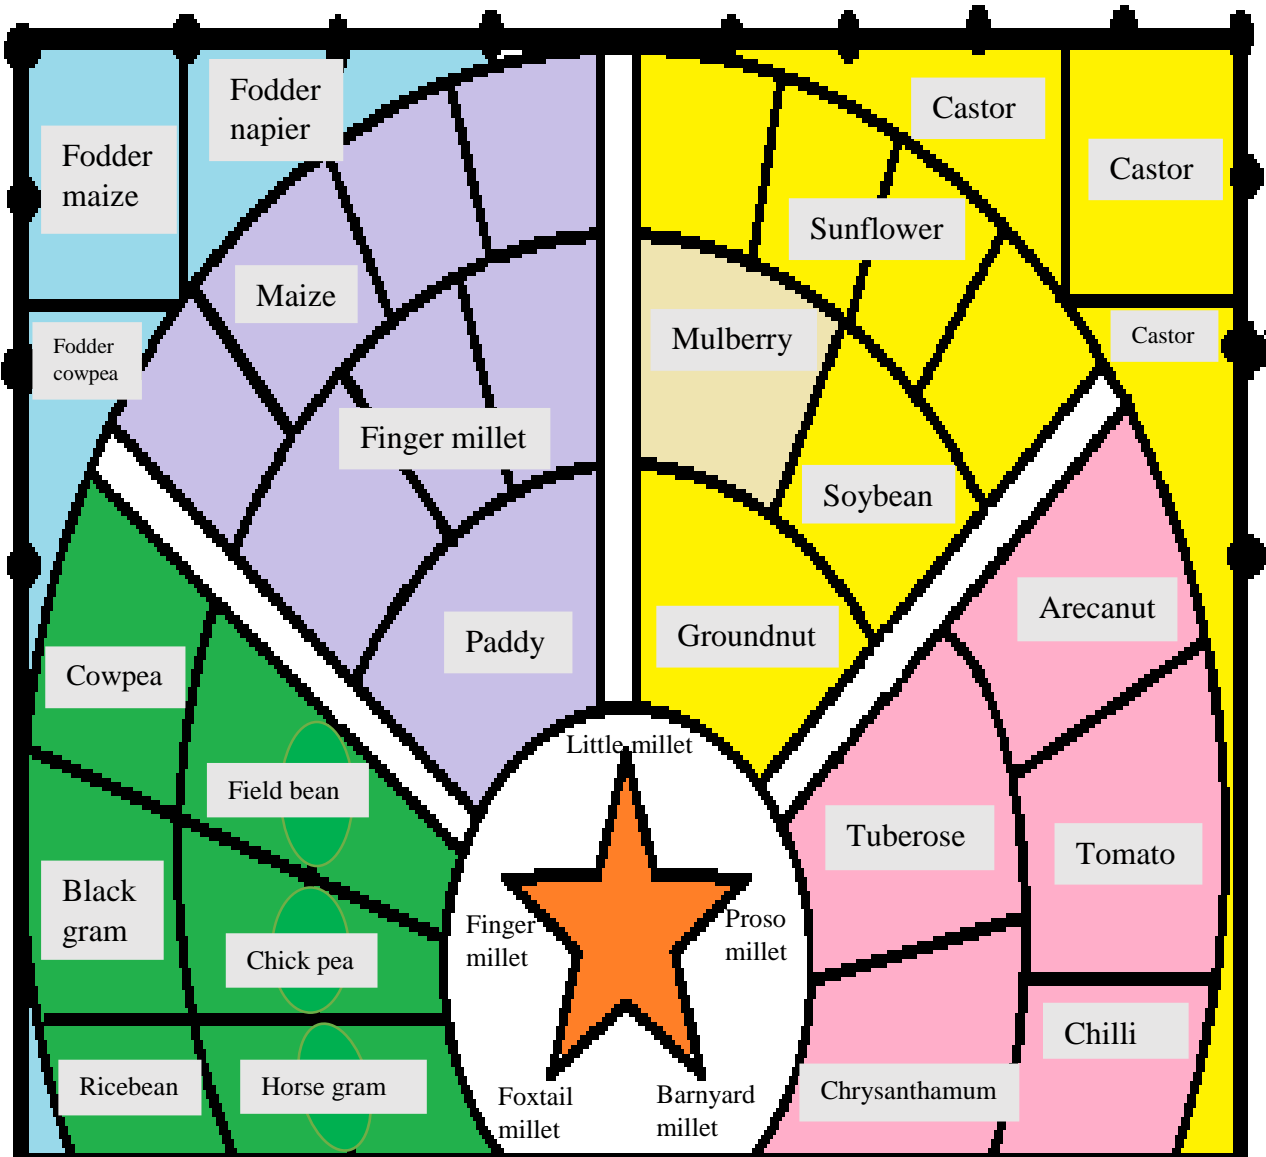 Fodder
napier
Castor
Fodder
maize
Castor
Sunflower
Maize
Mulberry
Castor
Fodder
cowpea
Finger millet
Soybean
Arecanut
Paddy
Groundnut
Cowpea
Little millet
Field bean
Tuberose
Tomato
Black
gram
Finger
millet
Proso
millet
Chick pea
Chilli
Ricebean
Horse gram
Foxtail
millet
Barnyard
millet
Chrysanthamum